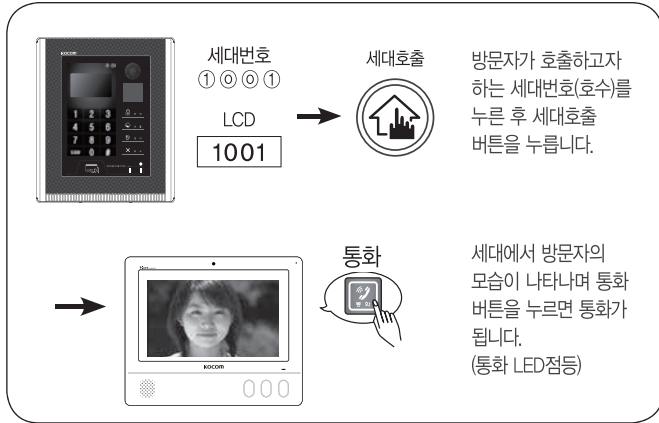 KOCOM
1 2 3
4 5 6
7 8 9
0
세대번호
① ⓪ ⓪ ①
LCD
1001
세대호출
방문자가 호출하고자
하는 세대번호(호수)를
누른 후 세대호출
버튼을 누릅니다.
KOCOM
통화
통화
세대에서 방문자의
모습이 나타나며 통화
버튼을 누르면 통화가
됩니다.
(통화 LED점등)